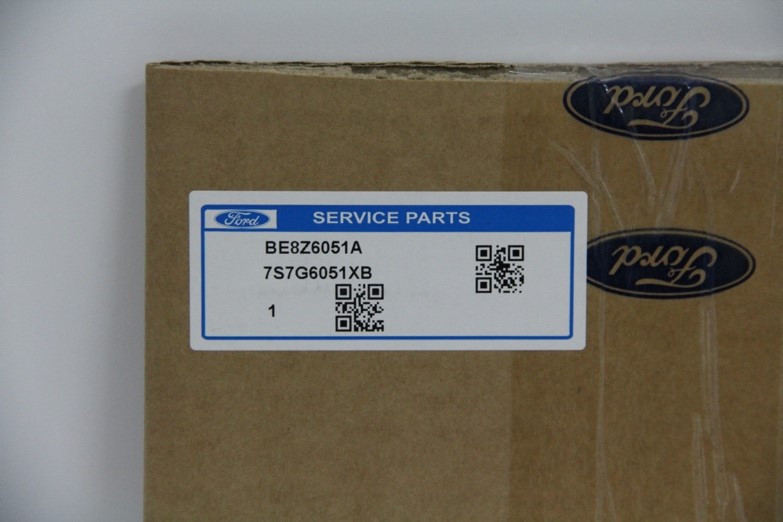 Ford
Ford SERVICE PARTS
BE8Z6051A
7S7G6051XB
1
Ford